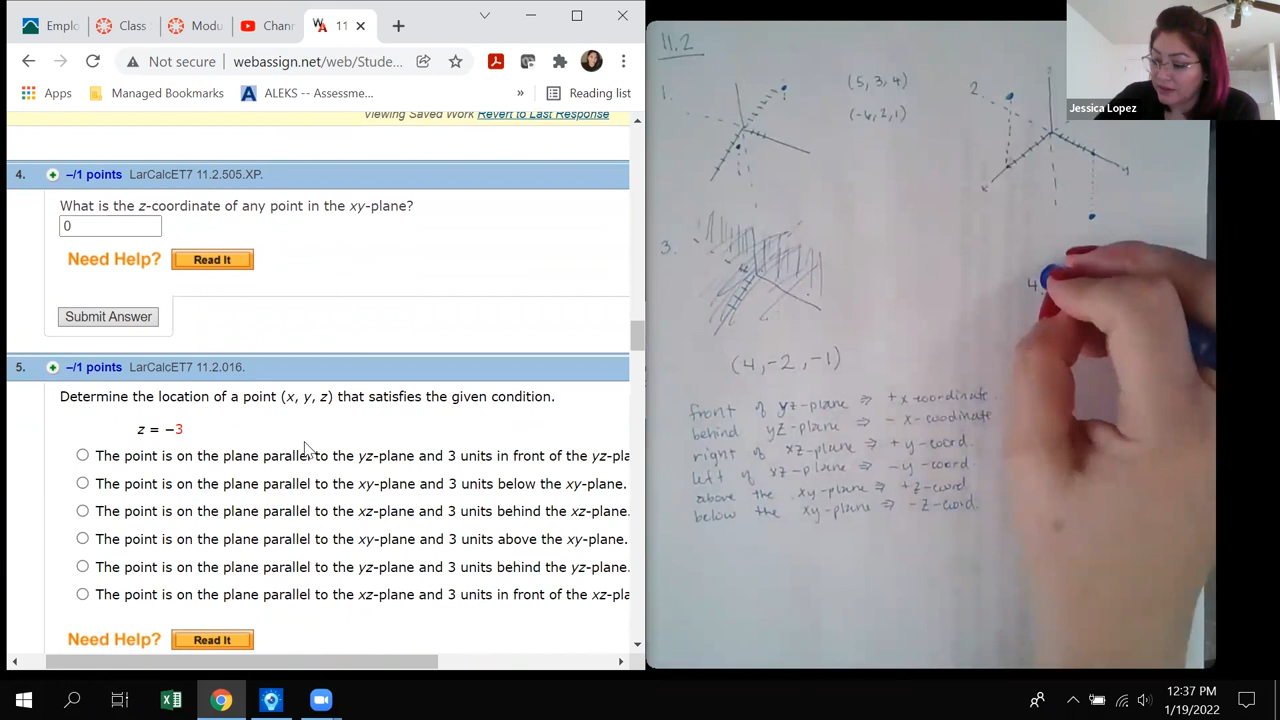 Emplo
Class
Modu
Chanr
11
Not secure
webassign.net/web/Stude...
Apps
Managed Bookmarks
ALEKS -- Assessme...
»
Reading list
Viewing Saved Work Revert to Last Response
4.
–/1 points
LarCalcET7 11.2.505.XP.
What is the z-coordinate of any point in the xy-plane?
0
Need Help?
Read It
Submit Answer
5.
–/1 points
LarCalcET7 11.2.016.
Determine the location of a point (x, y, z) that satisfies the given condition.
z = −3
The point is on the plane parallel to the yz-plane and 3 units in front of the yz-pla
The point is on the plane parallel to the xy-plane and 3 units below the xy-plane.
The point is on the plane parallel to the xz-plane and 3 units behind the xz-plane.
The point is on the plane parallel to the xy-plane and 3 units above the xy-plane.
The point is on the plane parallel to the yz-plane and 3 units behind the yz-plane.
The point is on the plane parallel to the xz-plane and 3 units in front of the xz-pla
Need Help?
Read It
11.2
1.
(5, 3, 4)
(-6, 2, 1)
2.
x
y
3.
4.
(4, -2, -1)
front of yz-plane ⇒ +x-coordinate
behind yz-plane ⇒ - x-coodinate
right of xz-plane ⇒ + y-coord.
left of xz-plane ⇒ -y-coord.
above the xy-plane ⇒ +z-coord
below the xy-plane ⇒ -z-coord.
Jessica Lopez
12:37 PM
1/19/2022